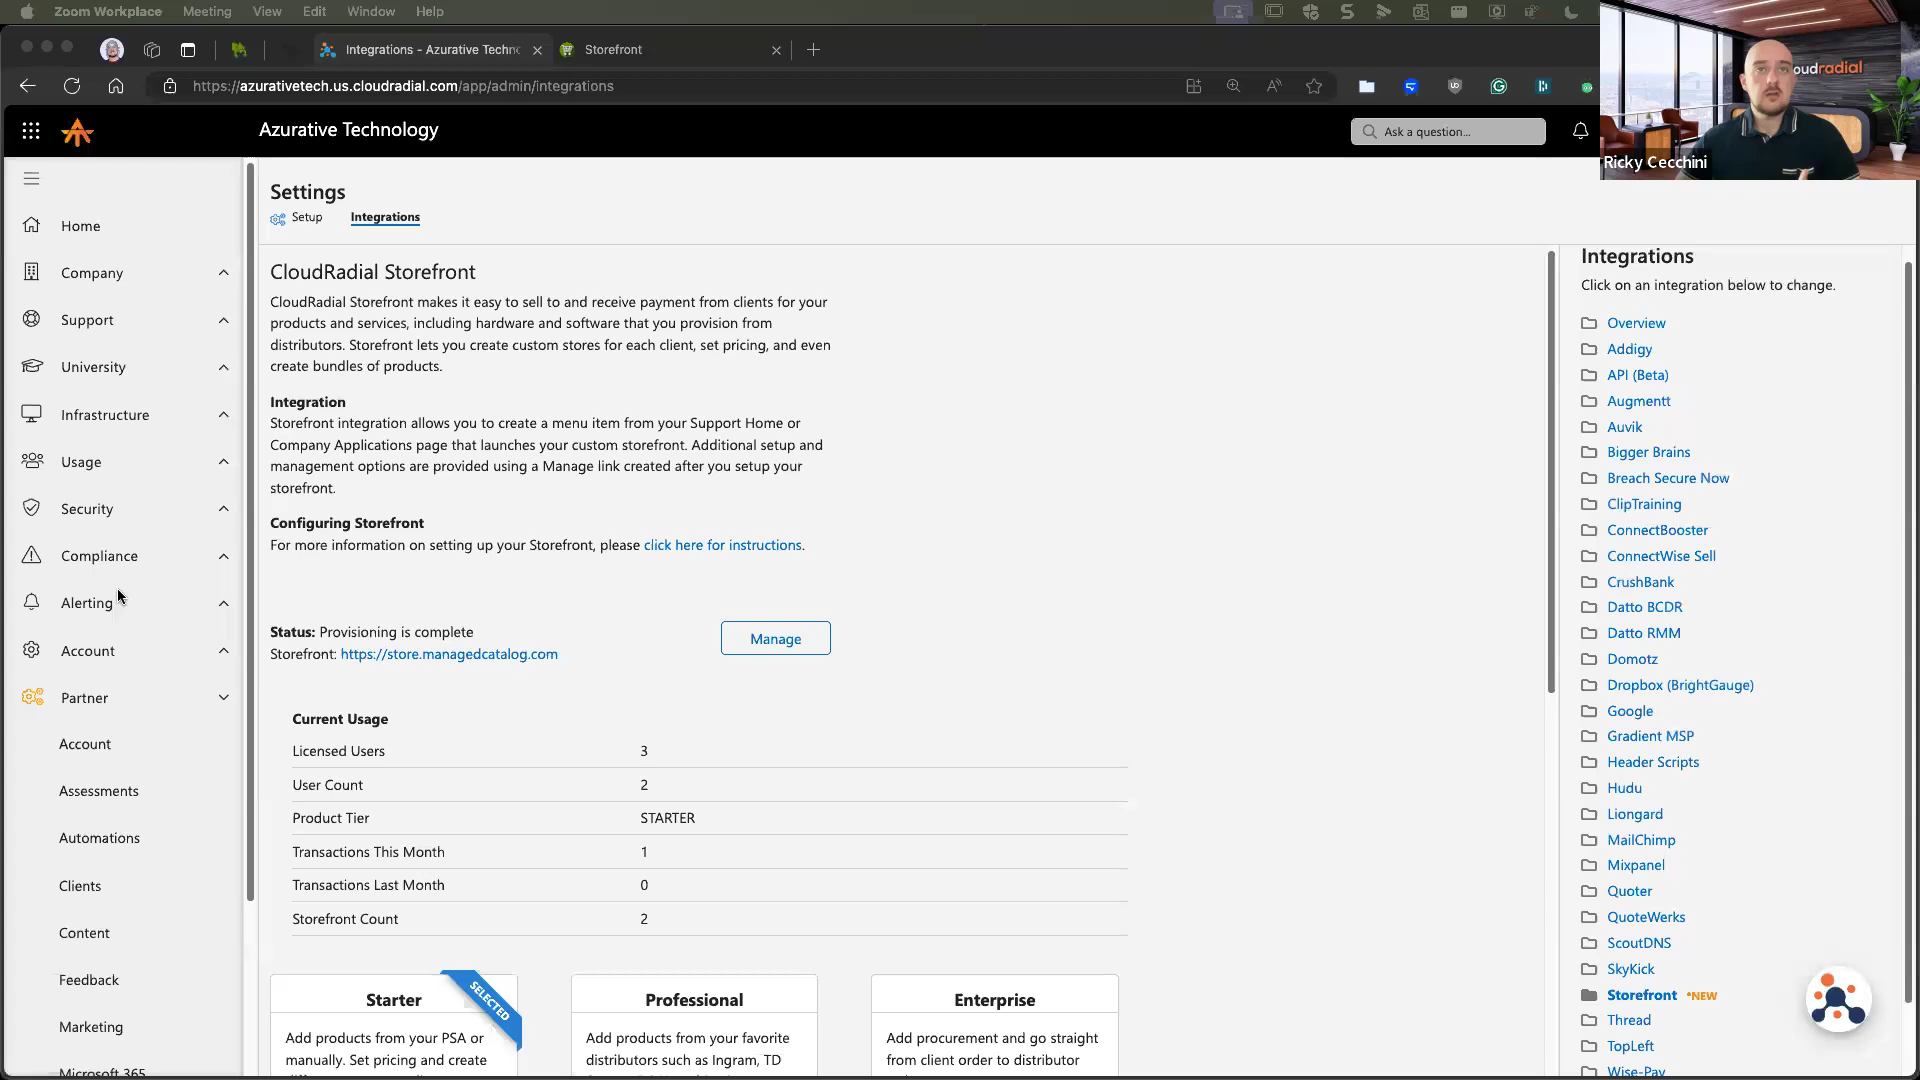 Zoom Workplace Meeting View Edit Window Help
Integrations - Azurative Techn
Storefront
https://azurativetech.us.cloudradial.com/app/admin/integrations
Azurative Technology
Ask a question...
oudradial
Ricky Cecchini
Home
Company
Support
University
Infrastructure
Usage
Security
Compliance
Alerting
Account
Partner
Account
Assessments
Automations
Clients
Content
Feedback
Marketing
Microsoft 365
Settings
Setup
Integrations
CloudRadial Storefront
CloudRadial Storefront makes it easy to sell to and receive payment from clients for your
products and services, including hardware and software that you provision from
distributors. Storefront lets you create custom stores for each client, set pricing, and even
create bundles of products.
Integration
Storefront integration allows you to create a menu item from your Support Home or
Company Applications page that launches your custom storefront. Additional setup and
management options are provided using a Manage link created after you setup your
storefront.
Configuring Storefront
For more information on setting up your Storefront, please click here for instructions.
Status: Provisioning is complete
Storefront: https://store.managedcatalog.com
Manage
Current Usage
Licensed Users 3
User Count 2
Product Tier STARTER
Transactions This Month 1
Transactions Last Month 0
Storefront Count 2
Starter
SELECTED
Add products from your PSA or
manually. Set pricing and create
Professional
Add products from your favorite
distributors such as Ingram, TD
Enterprise
Add procurement and go straight
from client order to distributor
Integrations
Click on an integration below to change.
Overview
Addigy
API (Beta)
Augmentt
Auvik
Bigger Brains
Breach Secure Now
ClipTraining
ConnectBooster
ConnectWise Sell
CrushBank
Datto BCDR
Datto RMM
Domotz
Dropbox (BrightGauge)
Google
Gradient MSP
Header Scripts
Hudu
Liongard
MailChimp
Mixpanel
Quoter
QuoteWerks
ScoutDNS
SkyKick
Storefront *NEW
Thread
TopLeft
Wise-Pay